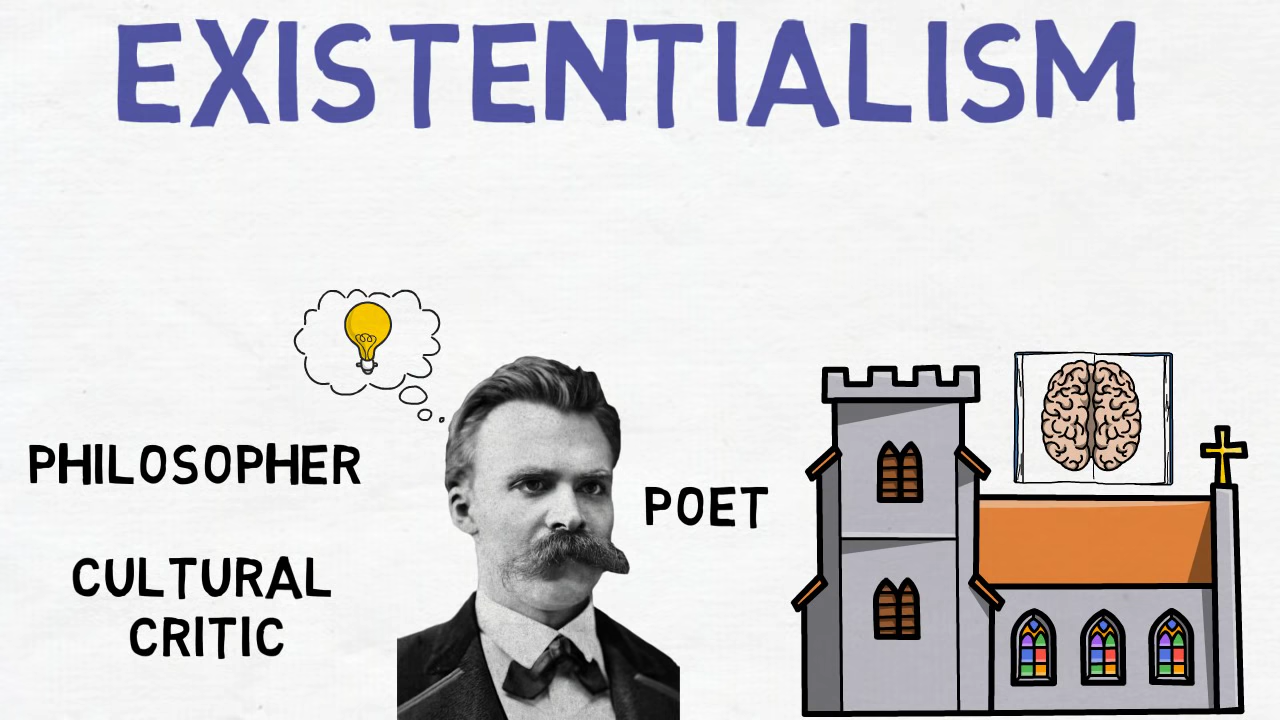 EXISTENTIALISM
PHILOSOPHER
POET
CULTURAL
CRITIC